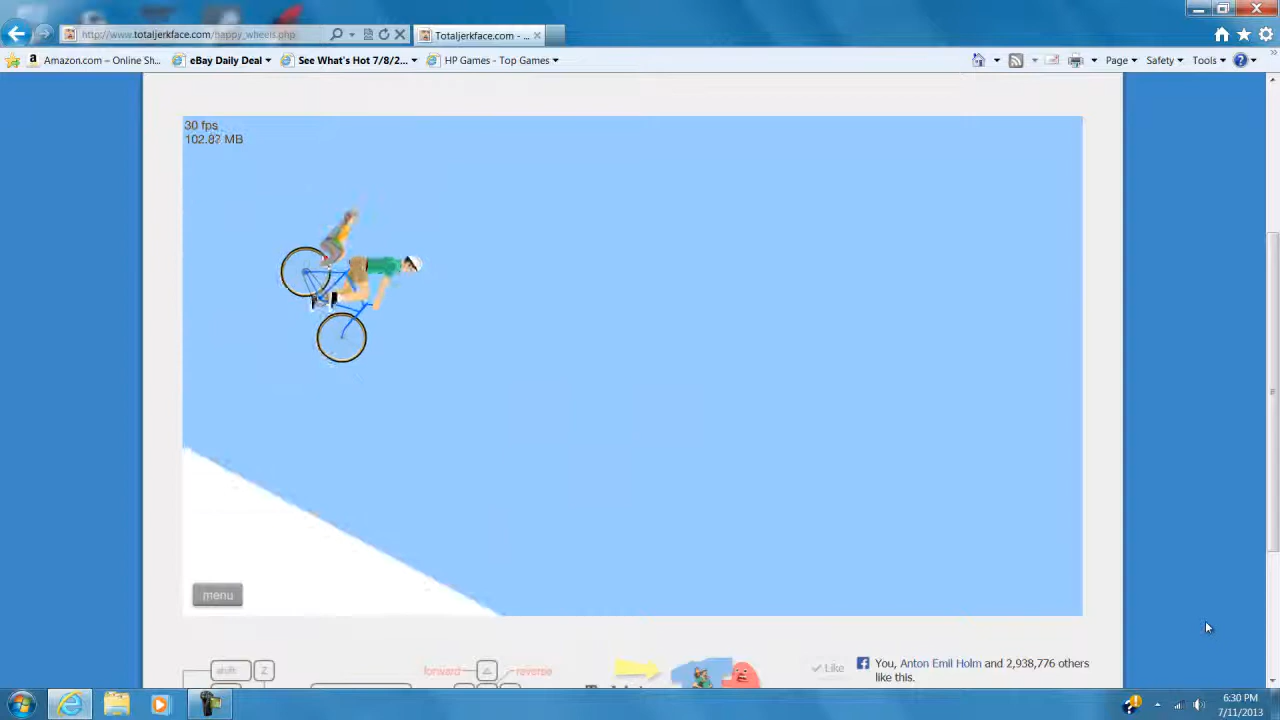 http://www.totaljerkface.com/happy_wheels.php
Totaljerkface.com - ...
Amazon.com – Online Sh...
eBay Daily Deal
See What's Hot 7/8/2...
HP Games - Top Games
Page
Safety
Tools
30 fps
MB
menu
shift
Z
forward
reverse
Like
You, Anton Emil Holm and 2,938,776 others
like this.
6:30 PM
7/11/2013